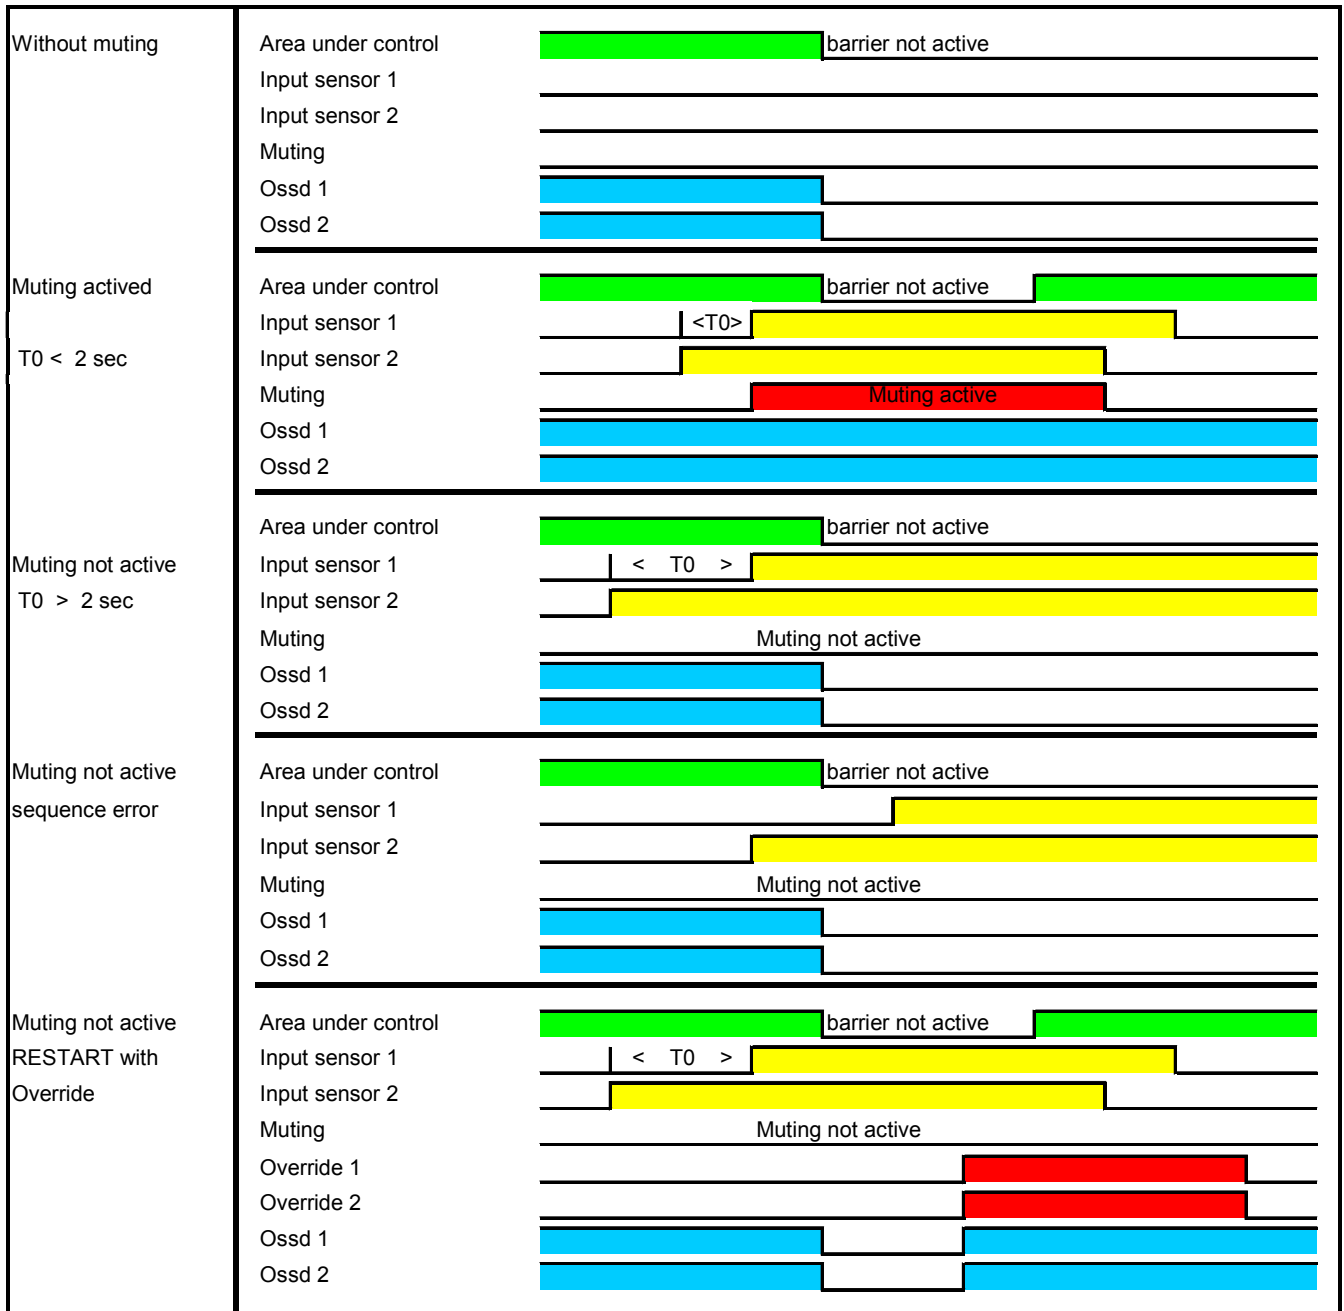 Without muting Area under control barrier not active
Input sensor 1
Input sensor 2
Muting
Ossd 1
Ossd 2
Muting actived Area under control barrier not active
Input sensor 1 <T0>
T0 < 2 sec Input sensor 2
Muting Muting active
Ossd 1
Ossd 2
Area under control barrier not active
Muting not active Input sensor 1 < T0 >
T0 > 2 sec Input sensor 2
Muting Muting not active
Ossd 1
Ossd 2
Muting not active Area under control barrier not active
sequence error Input sensor 1
Input sensor 2
Muting Muting not active
Ossd 1
Ossd 2
Muting not active Area under control barrier not active
RESTART with Input sensor 1 < T0 >
Override Input sensor 2
Muting Muting not active
Override 1
Override 2
Ossd 1
Ossd 2